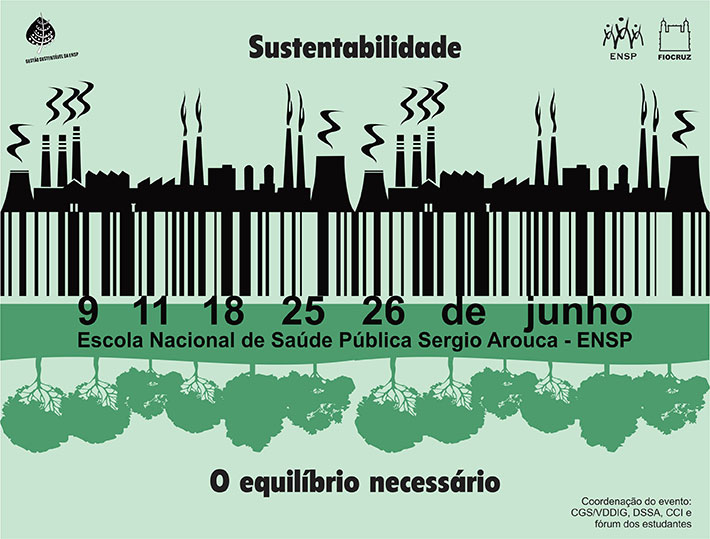 GESTÃO SUSTENTÁVEL DA ENSP
Sustentabilidade
ENSP
FIOCRUZ
9 11 18 25 26 de junho
Escola Nacional de Saúde Pública Sergio Arouca - ENSP
O equilíbrio necessário
Coordenação do evento:
CGS/VDDIG, DSSA, CCI e
fórum dos estudantes